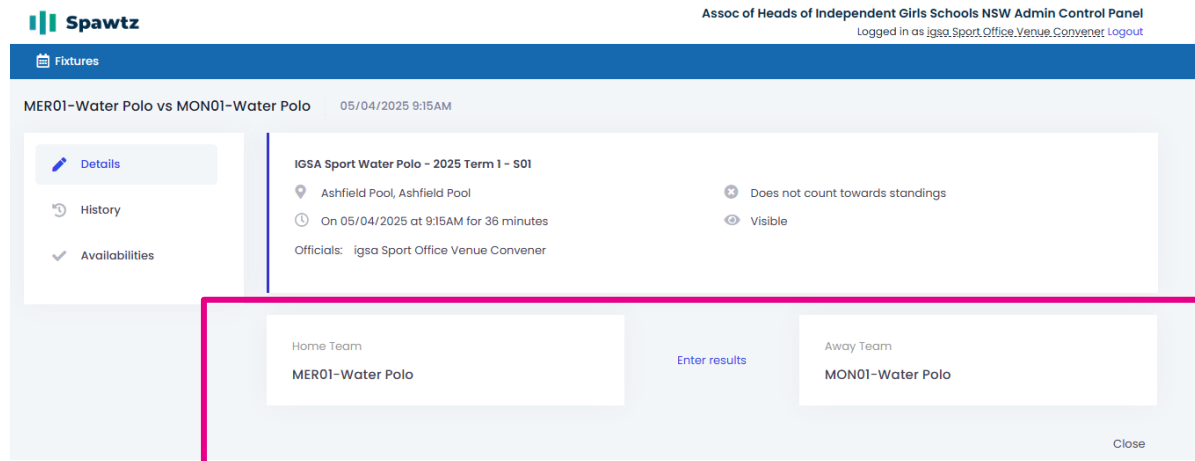 Spawtz
Assoc of Heads of Independent Girls Schools NSW Admin Control Panel
Logged in as igsa Sport Office Venue Convener Logout
Fixtures
MER01-Water Polo vs MON01-Water Polo 05/04/2025 9:15AM
Details
History
Availabilities
IGSA Sport Water Polo - 2025 Term 1 - S01
Ashfield Pool, Ashfield Pool
Does not count towards standings
On 05/04/2025 at 9:15AM for 36 minutes
Visible
Officials: igsa Sport Office Venue Convener
Home Team
MER01-Water Polo
Enter results
Away Team
MON01-Water Polo
Close